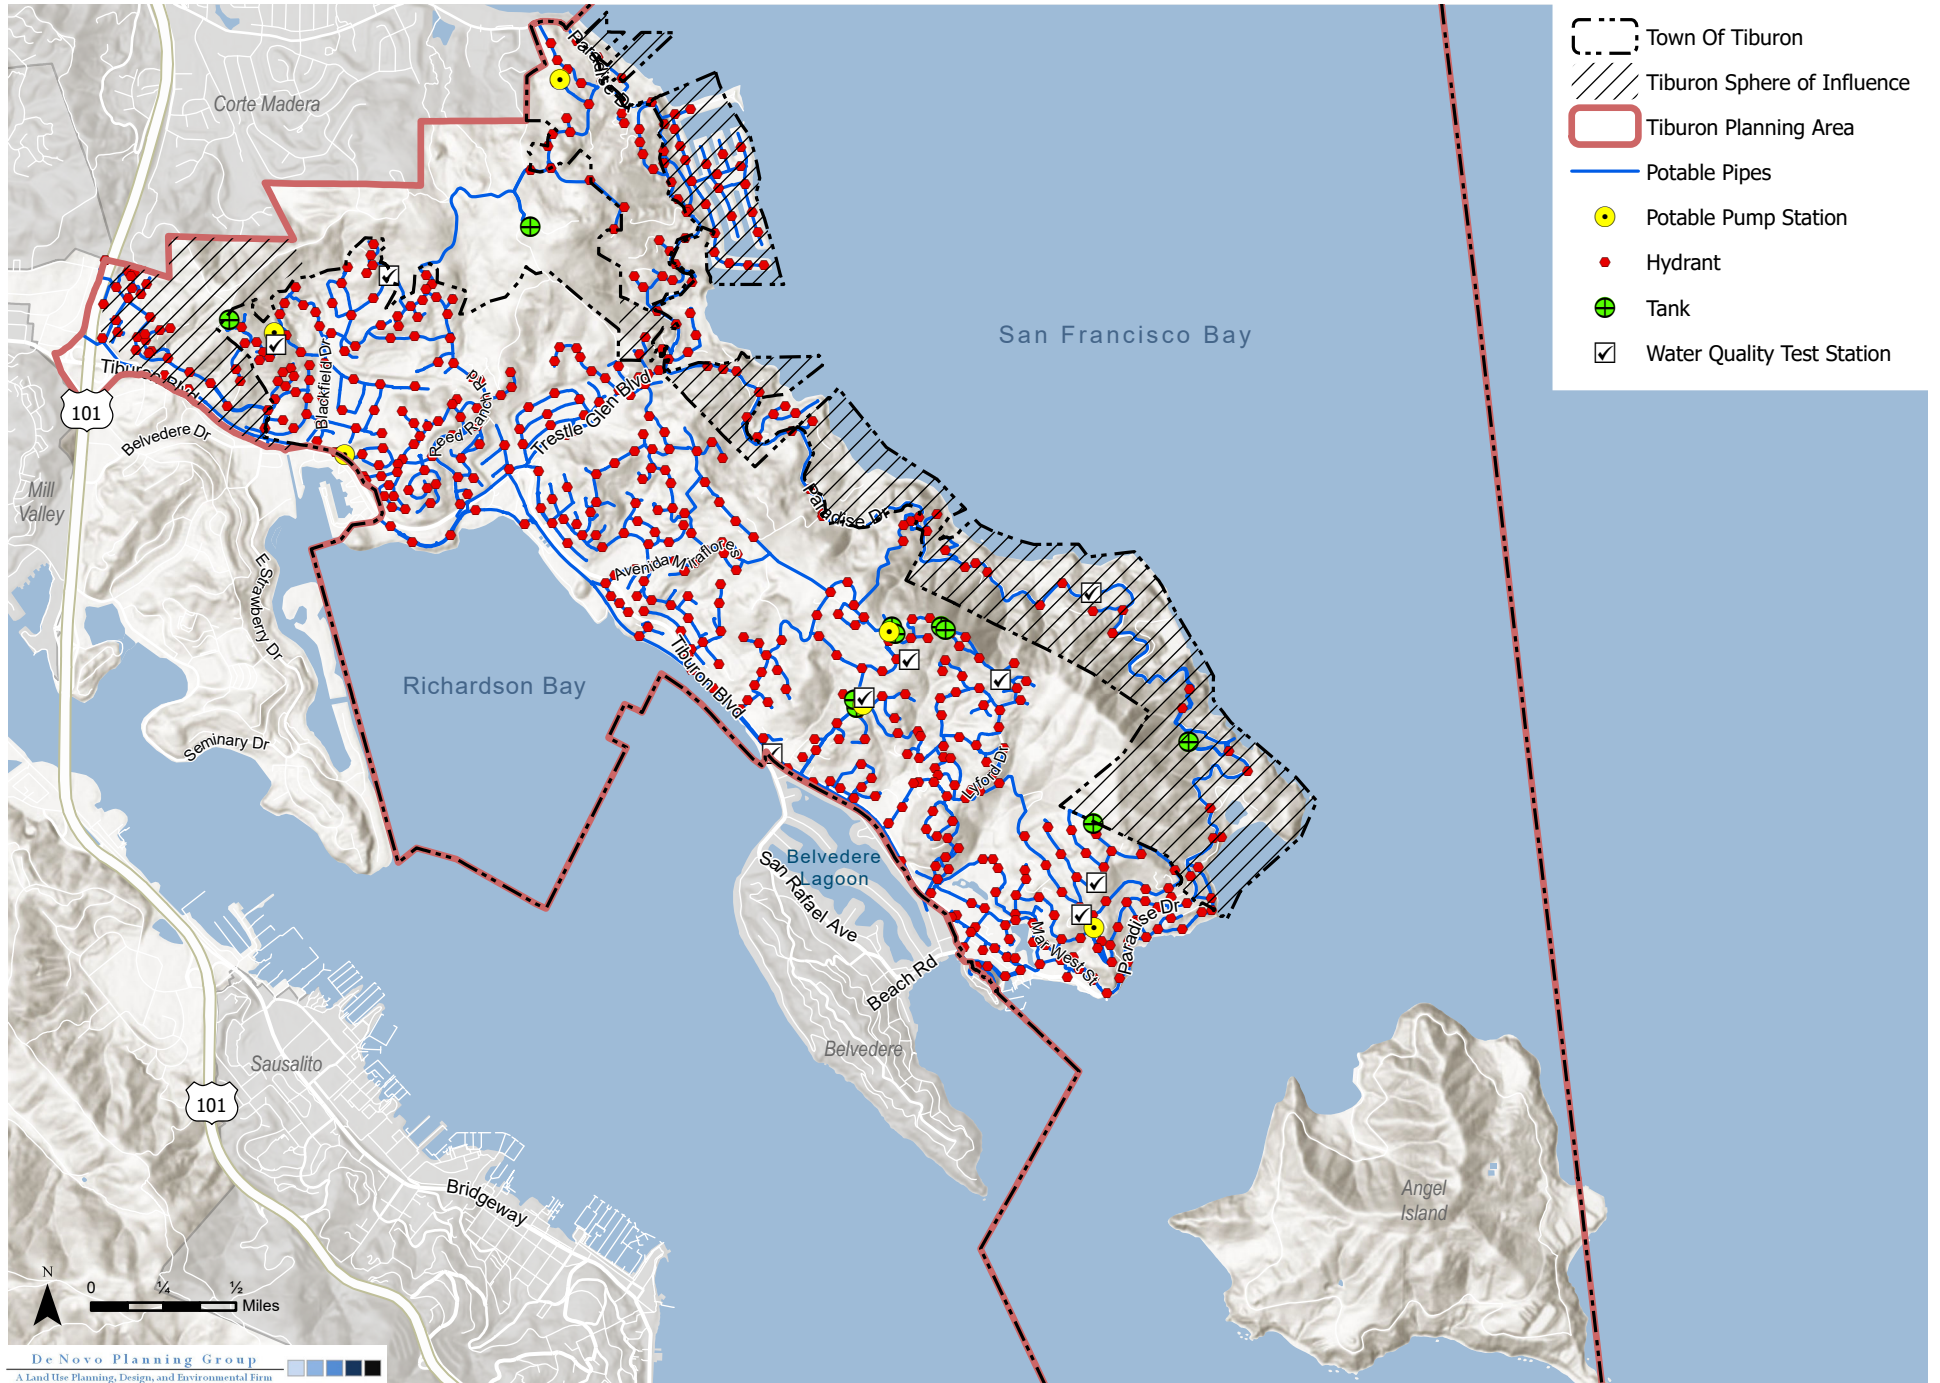 Town Of Tiburon
Tiburon Sphere of Influence
Tiburon Planning Area
Potable Pipes
Potable Pump Station
Hydrant
Tank
Water Quality Test Station
Paradise Dr
Corte Madera
San Francisco Bay
Tiburon Blvd
101
Belvedere Dr
Blackfield Dr
Reed Ranch Rd
Trestle Glen Blvd
Mill
Valley
Paradise Dr
E Strawberry Dr
Avenida Miraflores
Richardson Bay
Tiburon Blvd
Seminary Dr
Lyford Dr
Belvedere
Lagoon
San Rafael Ave
Paradise Dr
Mar West St
Beach Rd
Belvedere
Sausalito
101
Bridgeway
Angel
Island
N
0 ¼ ½
Miles
De Novo Planning Group
A Land Use Planning, Design, and Environmental Firm